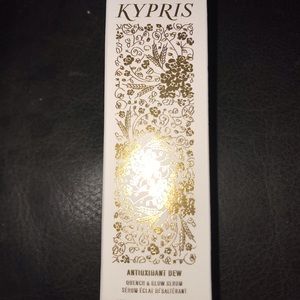 KYPRIS
ANTIOXIDANT DEW
QUENCH & GLOW SERUM
SÉRUM ÉCLAT DÉSALTÉRANT